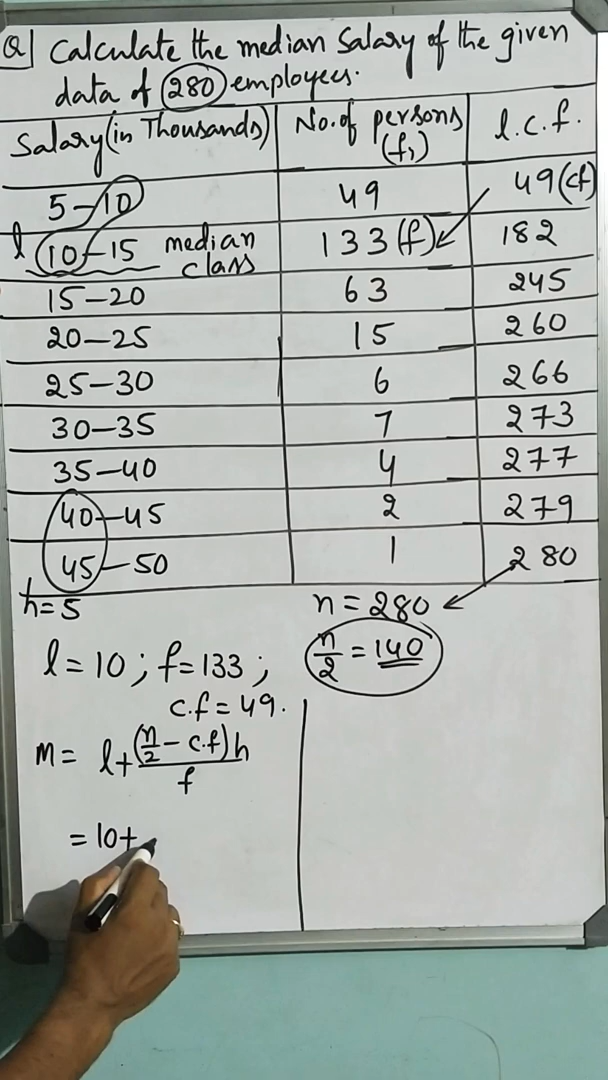 Q| Calculate the median salary of the given
data of 280 employees.
Salary (in Thousands) No. of persons (f₁) l.c.f.
5-10 49 49 (cf)
l 10-15 median class 133 (f) 182
15-20 63 245
20-25 15 260
25-30 6 266
30-35 7 273
35-40 4 277
40-45 2 279
45-50 1 280
h=5 n = 280
l = 10 ; f = 133 ; n/2 = 140
c.f = 49.
M = l + (n/2 - c.f) h / f
= 10+